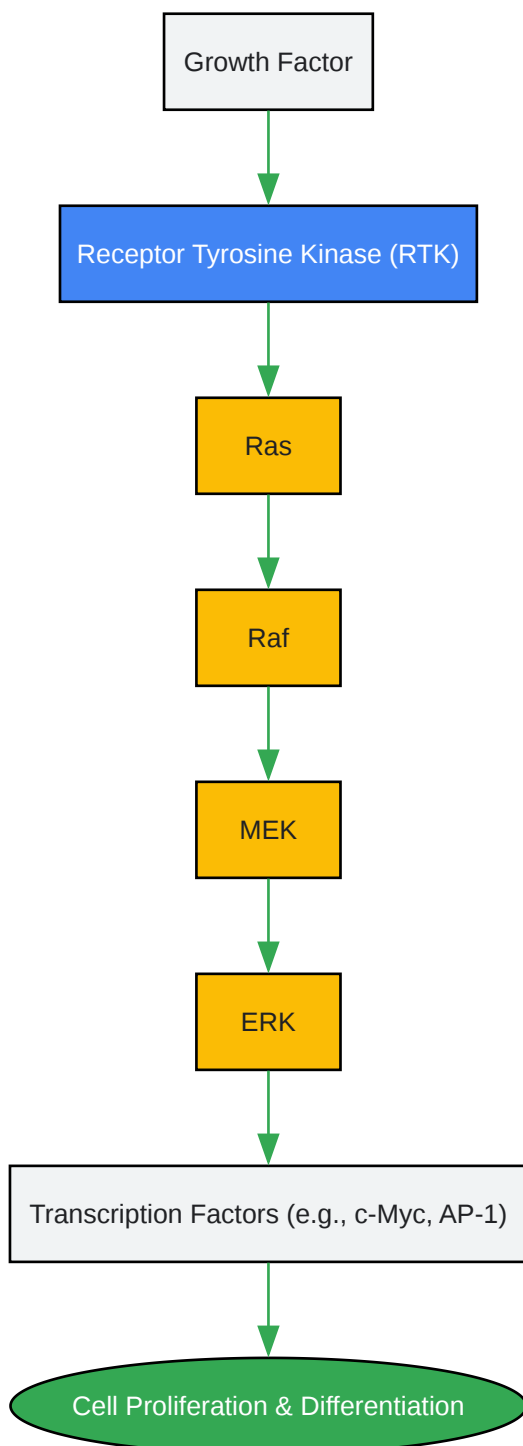 Growth Factor
Receptor Tyrosine Kinase (RTK)
Ras
Raf
MEK
ERK
Transcription Factors (e.g., c-Myc, AP-1)
Cell Proliferation & Differentiation